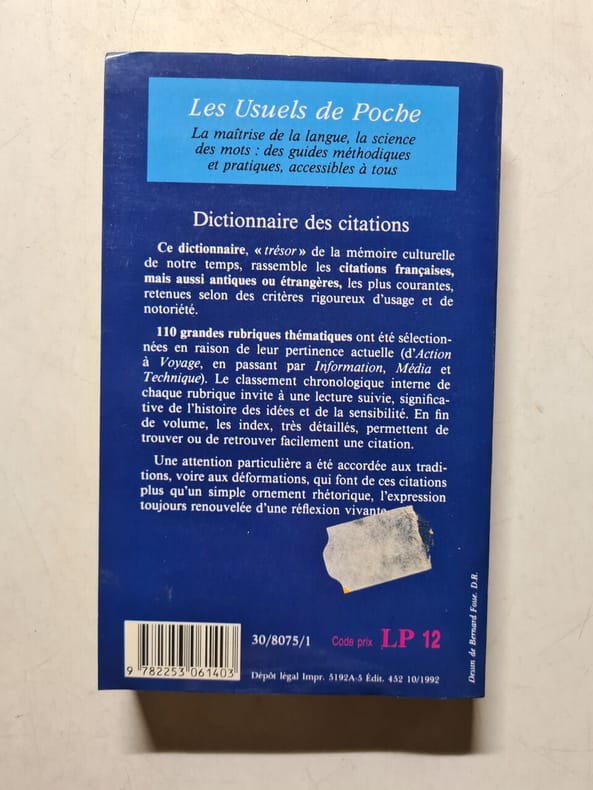 Les Usuels de Poche
La maîtrise de la langue, la science
des mots : des guides méthodiques
et pratiques, accessibles à tous
Dictionnaire des citations
Ce dictionnaire, « trésor » de la mémoire culturelle
de notre temps, rassemble les citations françaises,
mais aussi antiques ou étrangères, les plus courantes,
retenues selon des critères rigoureux d'usage et de
notoriété.
110 grandes rubriques thématiques ont été sélection-
nées en raison de leur pertinence actuelle (d'Action
à Voyage, en passant par Information, Média et
Technique). Le classement chronologique interne de
chaque rubrique invite à une lecture suivie, significa-
tive de l'histoire des idées et de la sensibilité. En fin
de volume, les index, très détaillés, permettent de
trouver ou de retrouver facilement une citation.
Une attention particulière a été accordée aux tradi-
tions, voire aux déformations, qui font de ces citations
plus qu'un simple ornement rhétorique, l'expression
toujours renouvelée d'une réflexion vivante
30/8075/1
Code prix LP 12
9 782253 061403
Dépôt légal Impr. 5192A-5 Édit. 452 10/1992
de Bernard Fosse. D.R.